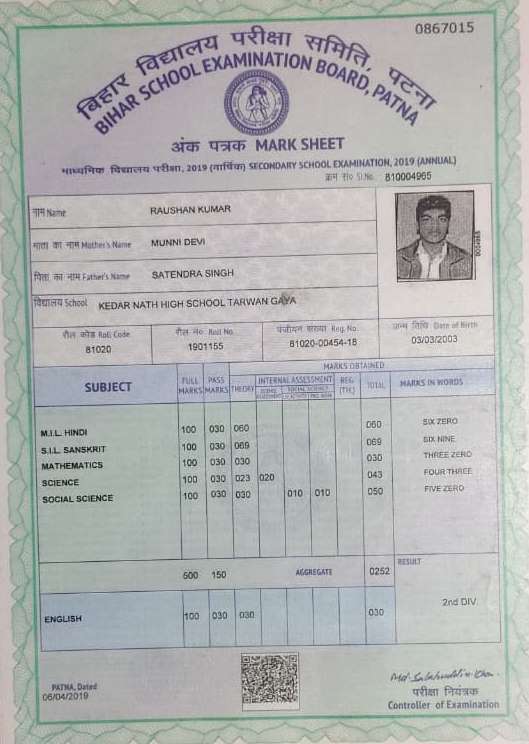 0867015
बिहार विद्यालय परीक्षा समिति, पटना
BIHAR SCHOOL EXAMINATION BOARD, PATNA
अंक पत्रक MARK SHEET
माध्यमिक विद्यालय परीक्षा, 2019 (वार्षिक) SECONDARY SCHOOL EXAMINATION, 2019 (ANNUAL)
क्रम सं० Sl.No. 810004965
नाम Name RAUSHAN KUMAR
माता का नाम Mother's Name MUNNI DEVI
पिता का नाम Father's Name SATENDRA SINGH
विद्यालय School KEDAR NATH HIGH SCHOOL TARWAN GAYA
रौल कोड Roll Code रौल नं० Roll No. पंजीयन संख्या Reg. No. जन्म तिथि Date of Birth
81020 1901155 81020-00454-18 03/03/2003
MARKS OBTAINED
SUBJECT FULL MARKS PASS MARKS THEORY INTERNAL ASSESSMENT REG. (TH.) TOTAL MARKS IN WORDS
SCIENCE SOCIAL SCIENCE
M.I.L. HINDI 100 030 060 060 SIX ZERO
S.I.L. SANSKRIT 100 030 069 069 SIX NINE
MATHEMATICS 100 030 030 030 THREE ZERO
SCIENCE 100 030 023 020 043 FOUR THREE
SOCIAL SCIENCE 100 030 030 010 010 050 FIVE ZERO
500 150 AGGREGATE 0252 RESULT
2nd DIV.
ENGLISH 100 030 030 030
PATNA, Dated
06/04/2019
परीक्षा नियंत्रक
Controller of Examination